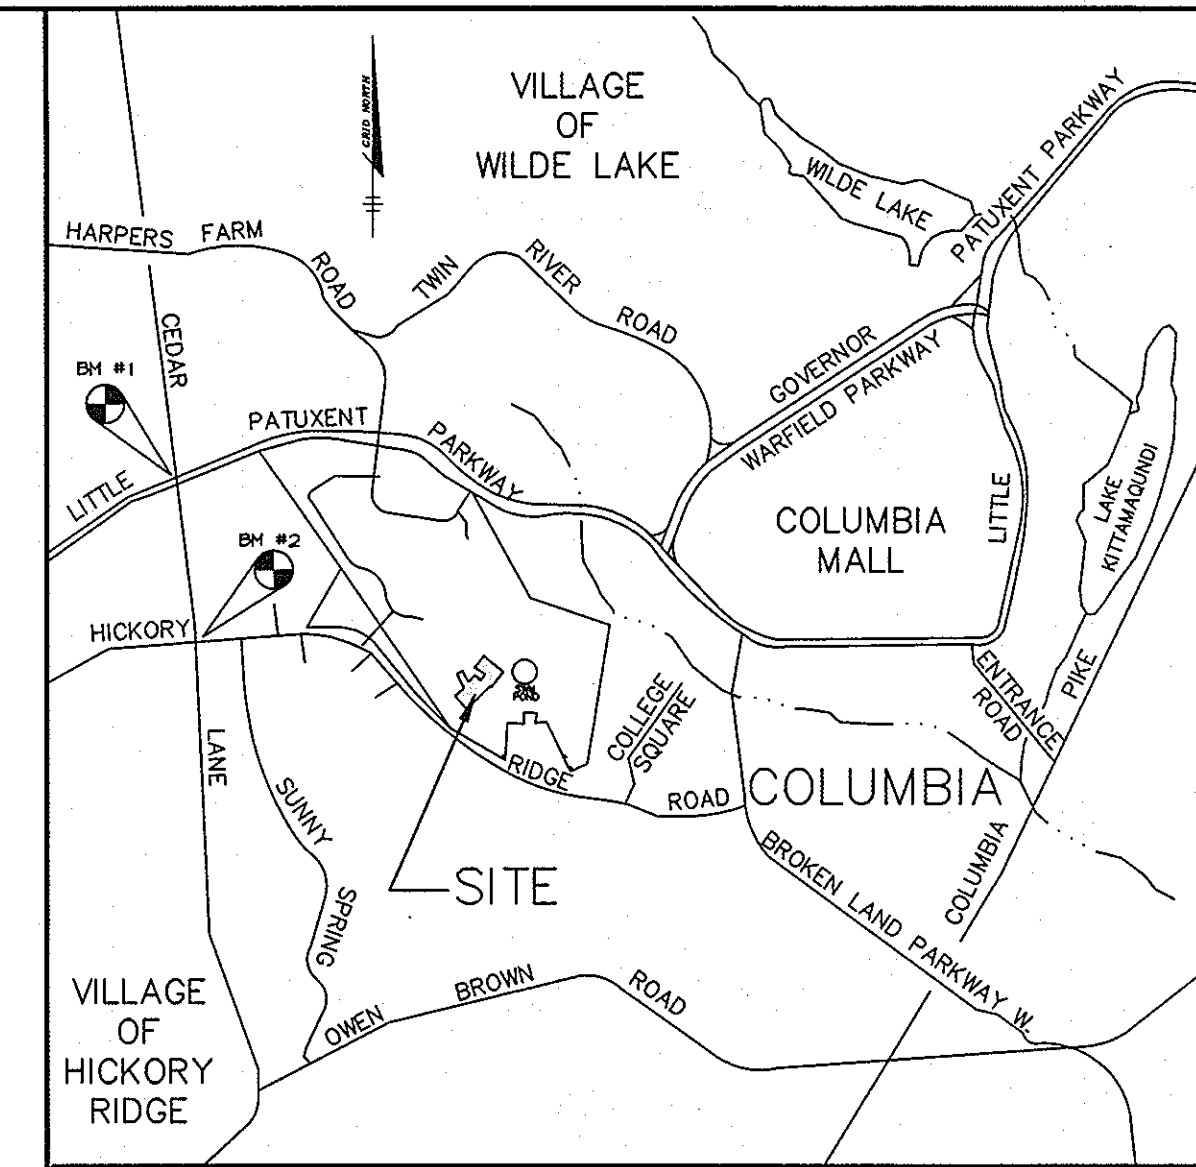 VILLAGE
OF
WILDE LAKE
GRID NORTH
WILDE LAKE
PATUXENT PARKWAY
HARPERS FARM ROAD
TWIN RIVER ROAD
CEDAR
BM #1
GOVERNOR
WARFIELD PARKWAY
PATUXENT PARKWAY
LITTLE
LITTLE
COLUMBIA
MALL
LAKE
KITTAMAQUNDI
BM #2
HICKORY
PIKE
ENTRANCE
ROAD
POND
COLLEGE
SQUARE
LANE
RIDGE
ROAD
COLUMBIA
SUNNY
SPRING
SITE
COLUMBIA
BROKEN LAND PARKWAY W.
OWEN BROWN ROAD
VILLAGE
OF
HICKORY
RIDGE